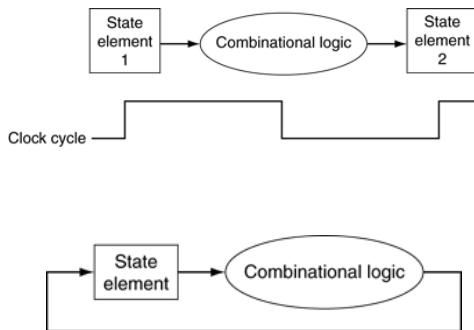 State
element
1
Combinational logic
State
element
2
Clock cycle
State
element
Combinational logic